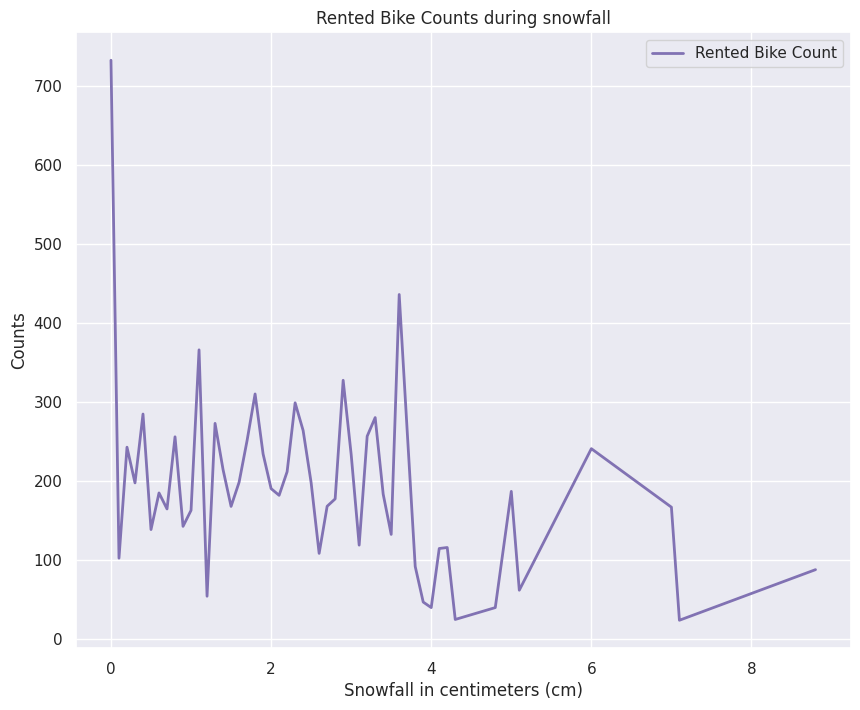 Rented Bike Counts during snowfall
Rented Bike Count
700
600
500
400
300
200
100
0
Counts
0 2 4 6 8
Snowfall in centimeters (cm)